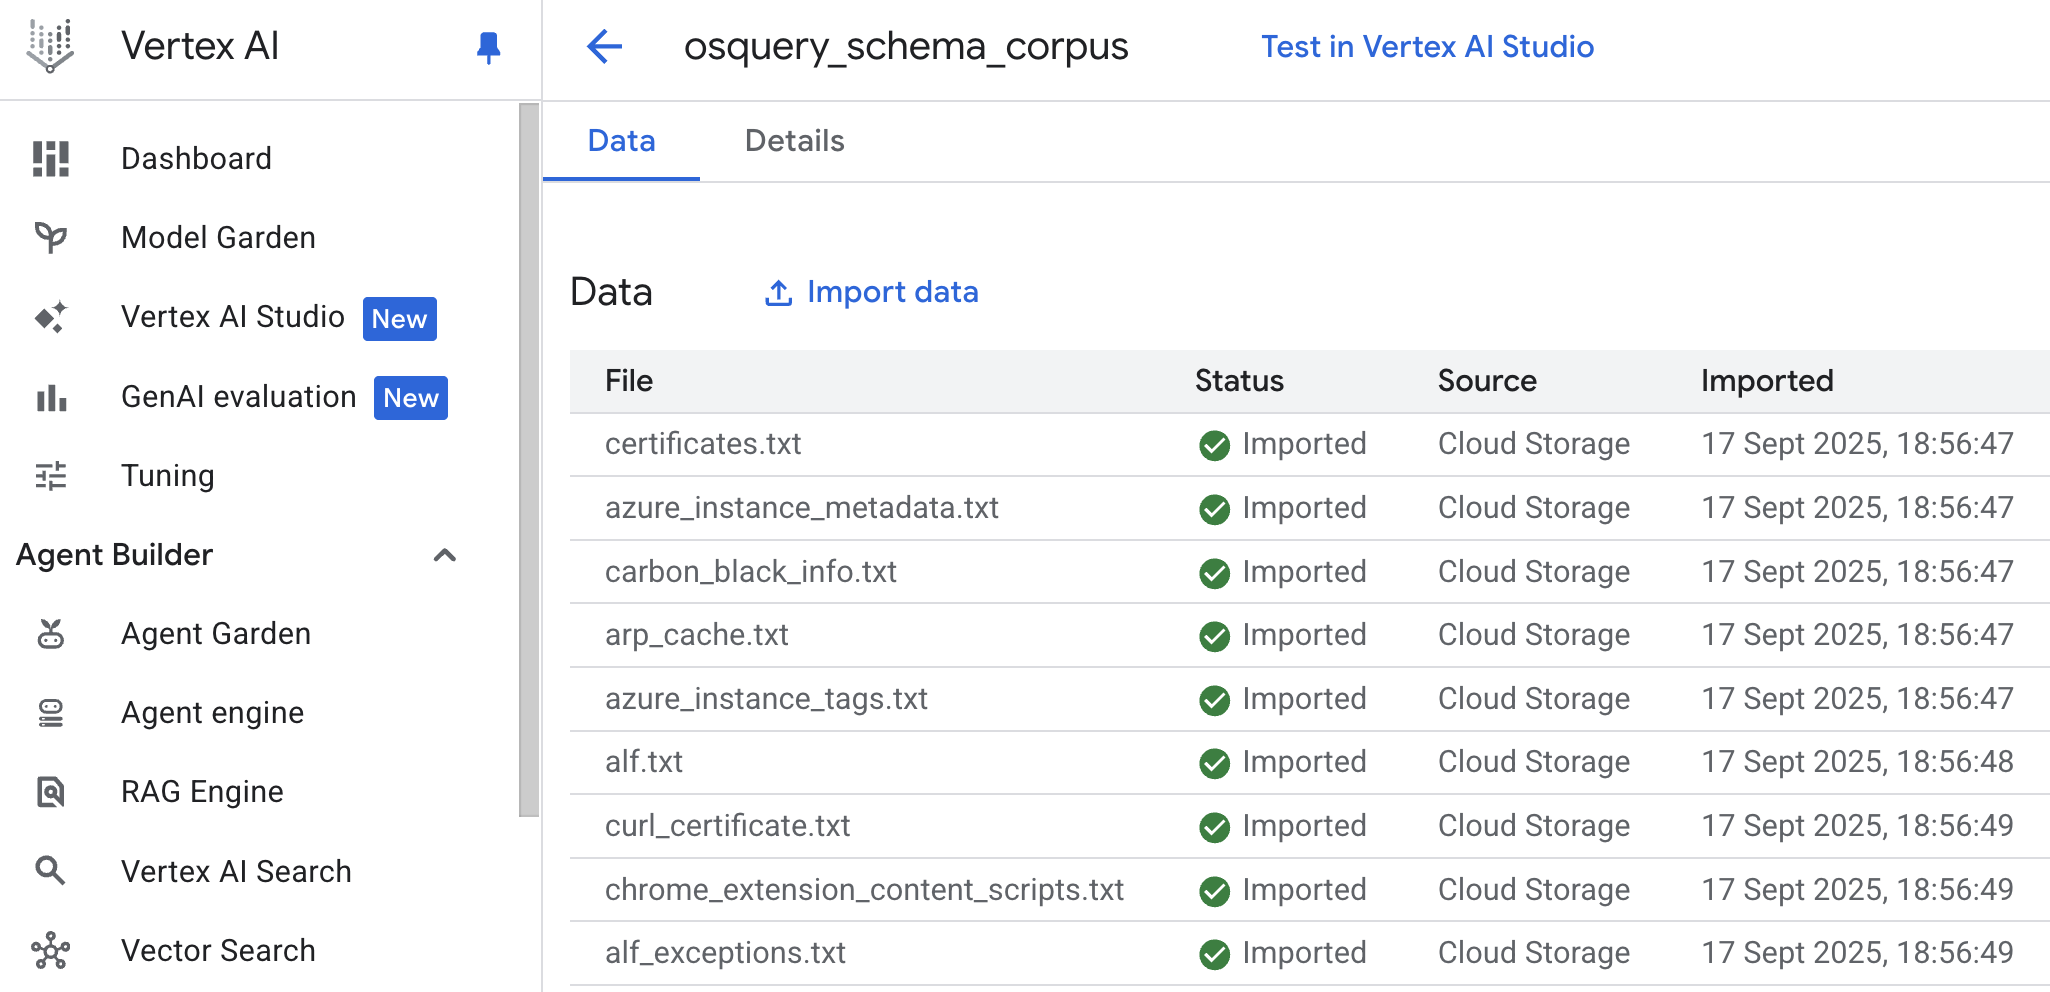 Vertex AI
Dashboard
Model Garden
Vertex AI Studio New
GenAI evaluation New
Tuning
Agent Builder
Agent Garden
Agent engine
RAG Engine
Vertex AI Search
Vector Search
osquery_schema_corpus Test in Vertex AI Studio
Data Details
Data Import data
File Status Source Imported
certificates.txt Imported Cloud Storage 17 Sept 2025, 18:56:47
azure_instance_metadata.txt Imported Cloud Storage 17 Sept 2025, 18:56:47
carbon_black_info.txt Imported Cloud Storage 17 Sept 2025, 18:56:47
arp_cache.txt Imported Cloud Storage 17 Sept 2025, 18:56:47
azure_instance_tags.txt Imported Cloud Storage 17 Sept 2025, 18:56:47
alf.txt Imported Cloud Storage 17 Sept 2025, 18:56:48
curl_certificate.txt Imported Cloud Storage 17 Sept 2025, 18:56:49
chrome_extension_content_scripts.txt Imported Cloud Storage 17 Sept 2025, 18:56:49
alf_exceptions.txt Imported Cloud Storage 17 Sept 2025, 18:56:49